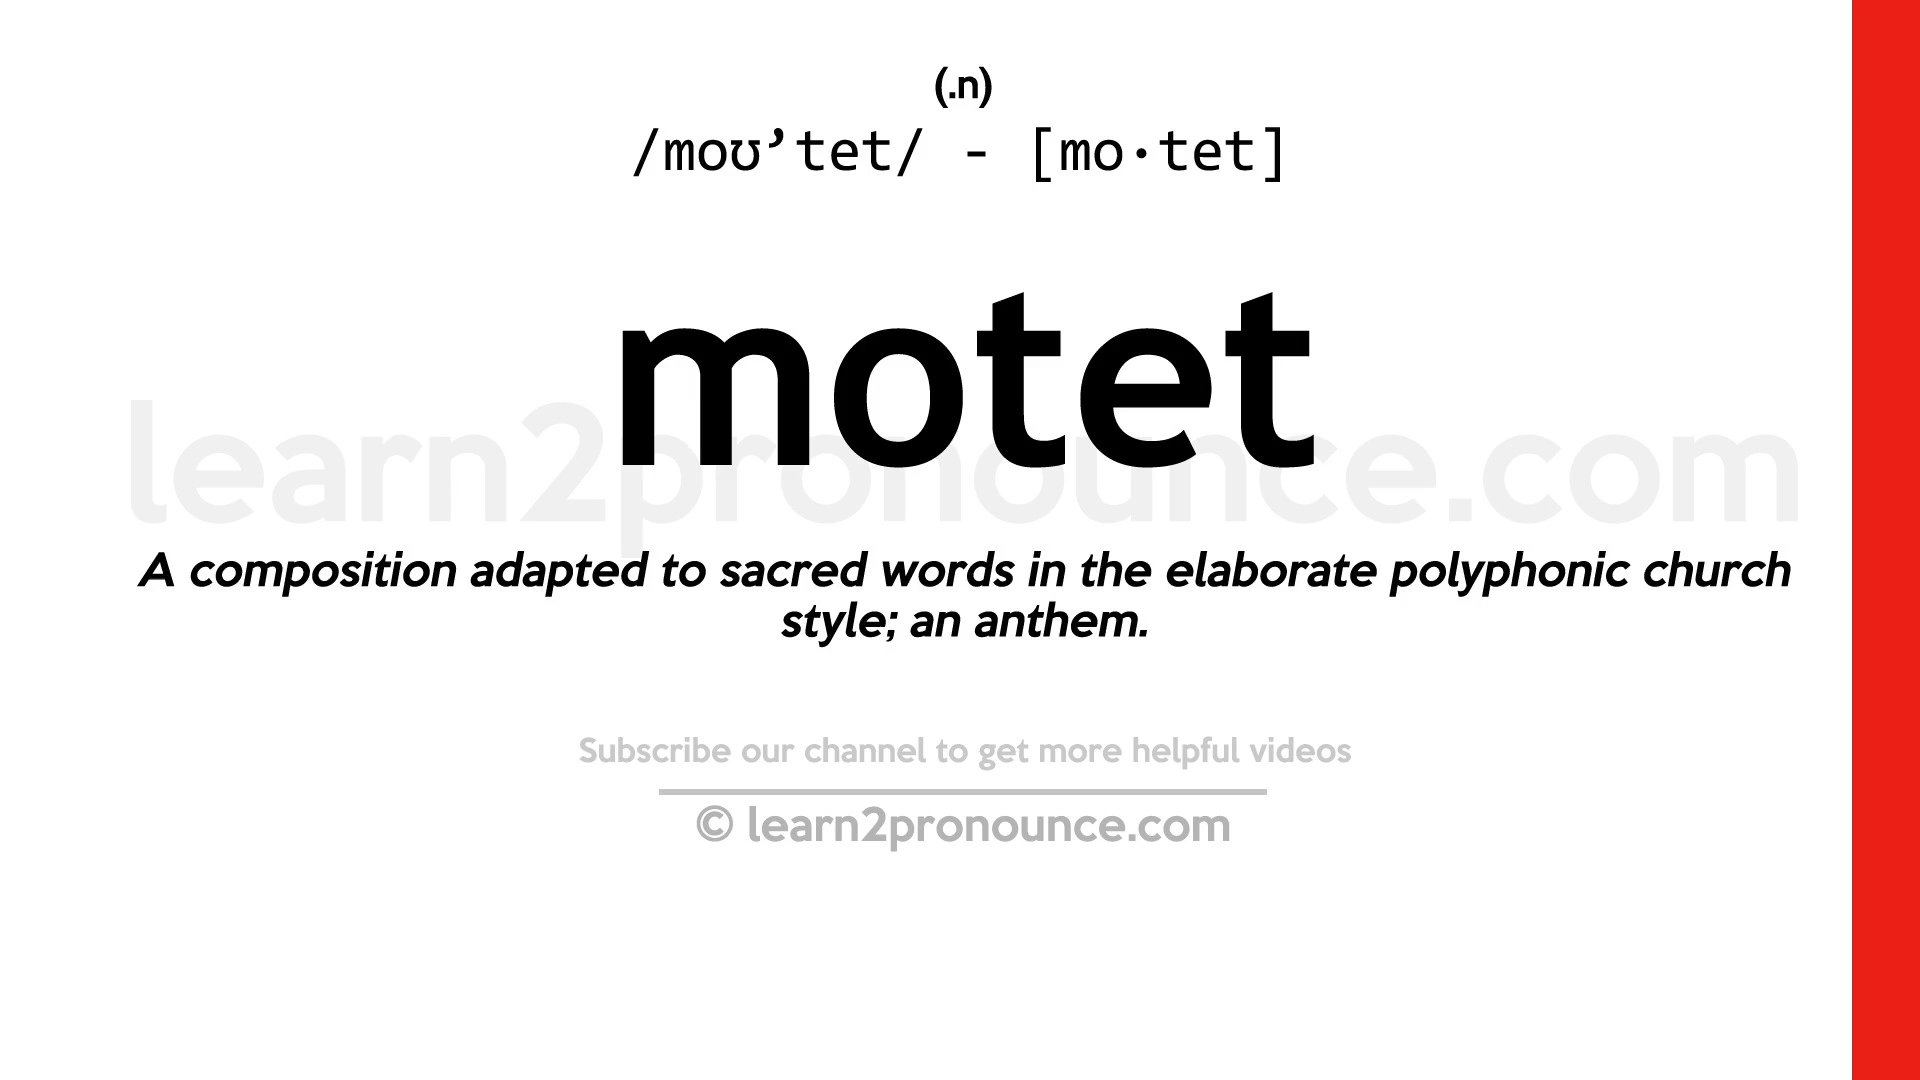 (.n)
/moʊ’tet/ - [mo·tet]
motet
learn2pronounce.com
A composition adapted to sacred words in the elaborate polyphonic church
style; an anthem.
Subscribe our channel to get more helpful videos
© learn2pronounce.com